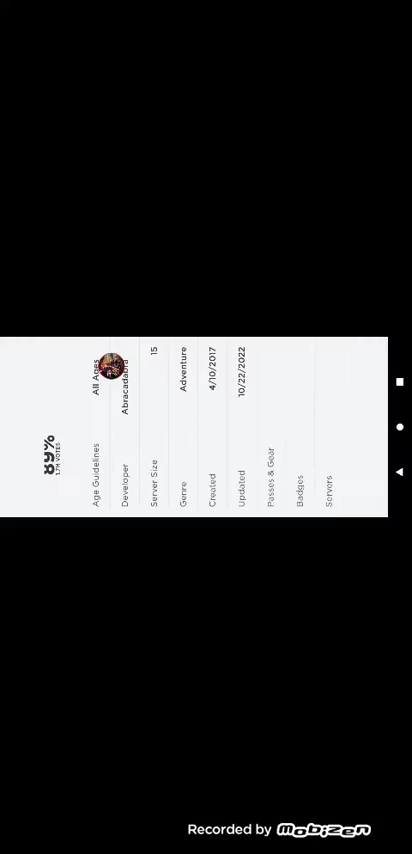 89%
1.7M VOTES
Age Guidelines All Ages
Developer Abracadabra
Server Size 15
Genre Adventure
Created 4/10/2017
Updated 10/22/2022
Passes & Gear
Badges
Servers
Recorded by mobizen